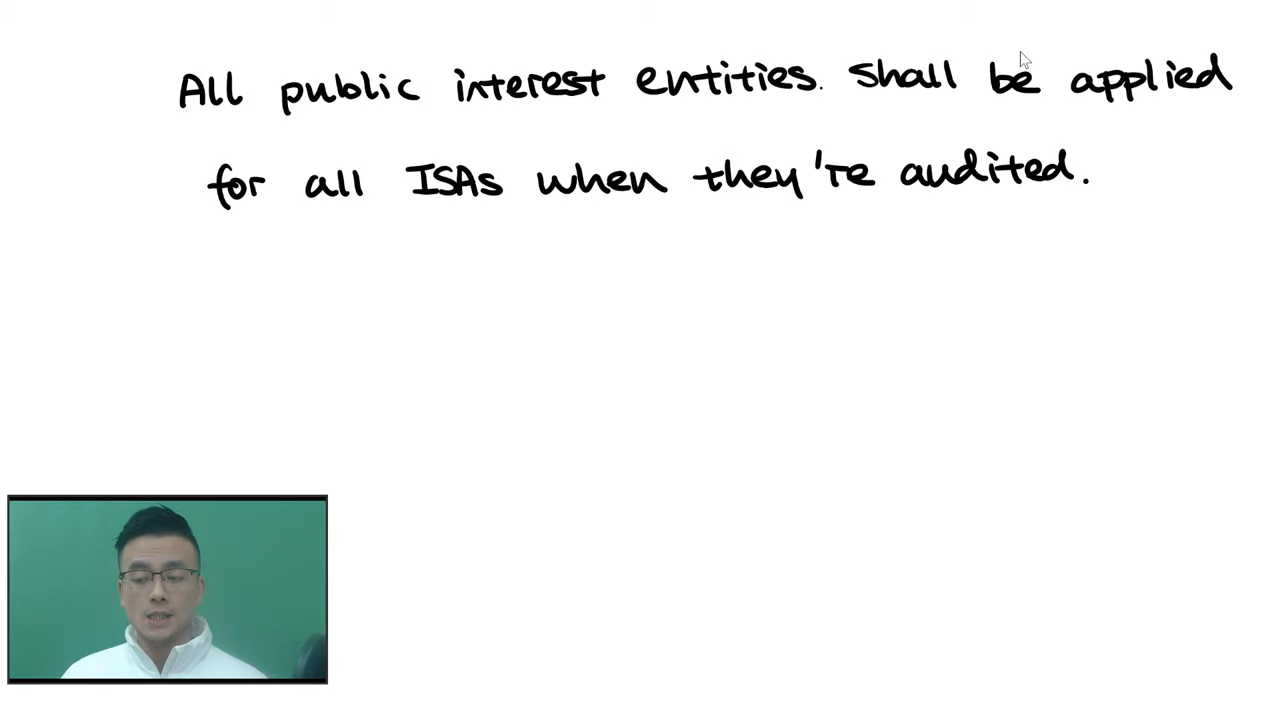 All public interest entities. Shall be applied
for all ISAs when they're audited.